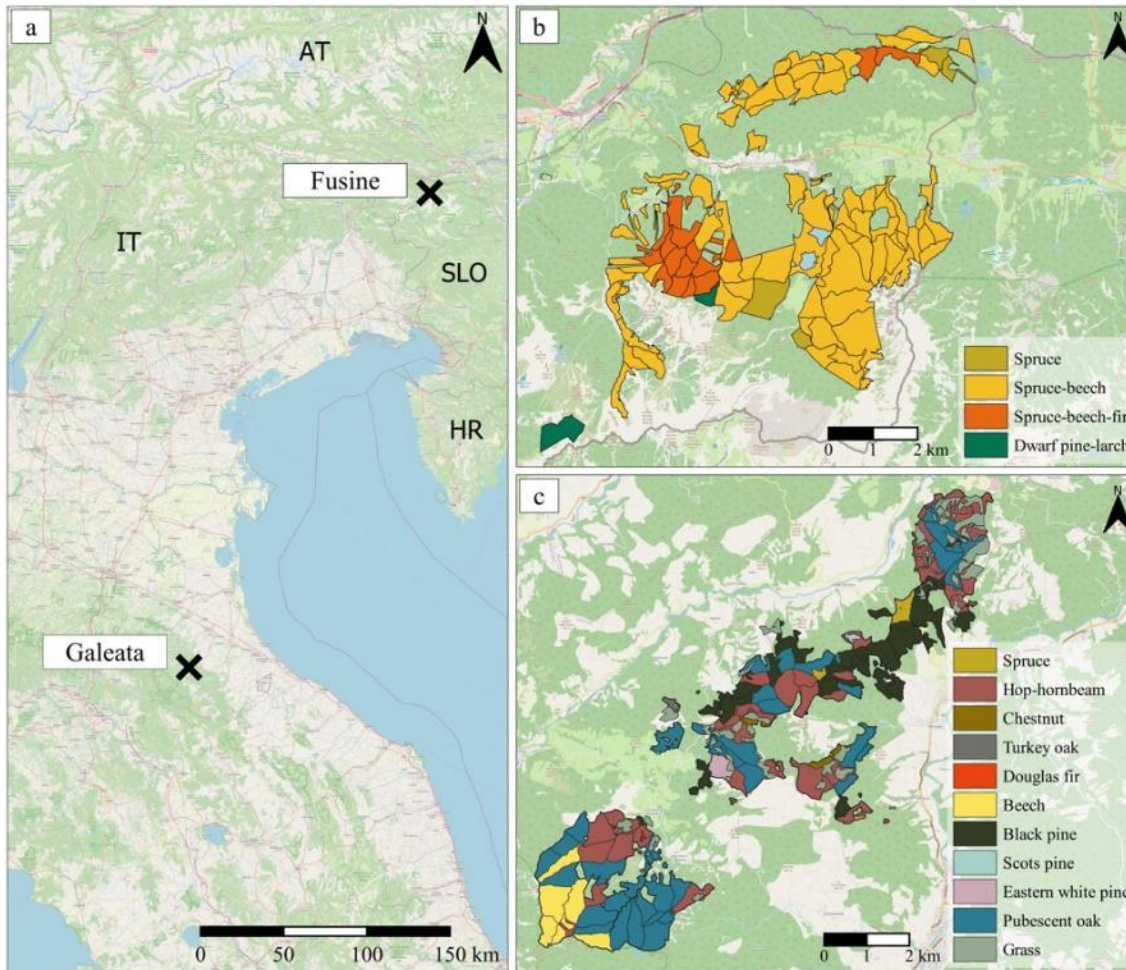 a
N
AT
Fusine
IT
SLO
HR
Galeata
0 50 100 150 km
b
N
Spruce
Spruce-beech
Spruce-beech-fir
Dwarf pine-larch
0 1 2 km
c
N
Spruce
Hop-hornbeam
Chestnut
Turkey oak
Douglas fir
Beech
Black pine
Scots pine
Eastern white pine
Pubescent oak
Grass
0 1 2 km